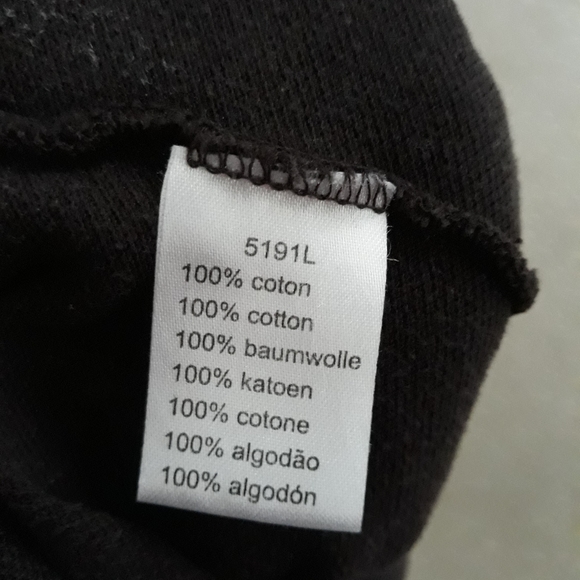 5191L
100% coton
100% cotton
100% baumwolle
100% katoen
100% cotone
100% algodão
100% algodón